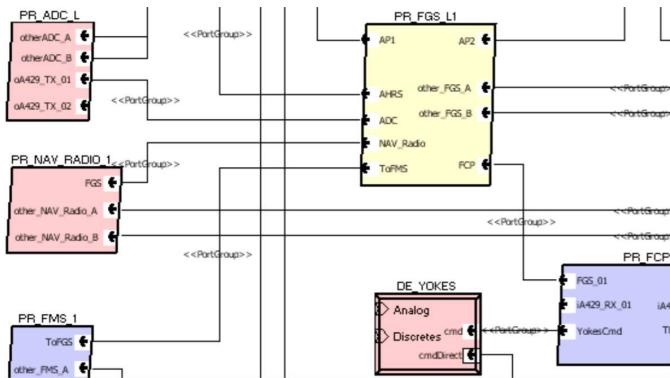 PR_ADC_L
otherADC_A
otherADC_B
oA429_TX_01
oA429_TX_02
<<PortGroup>>
<<PortGroup>>
PR_FGS_L1
AP1
AP2
AHRS
other_FGS_A
ADC
other_FGS_B
NAV_Radio
ToFMS
FCP
<<PortGroup>>
<<PortGroup>>
PR_NAV_RADIO_1
<<PortGroup>>
FGS
other_NAV_Radio_A
other_NAV_Radio_B
<<PortGroup>>
<<PortGroup>>
<<PortGroup>>
<<PortGroup>>
PR_FCP
FGS_01
iA429_RX_01
iA4
YokesCmd
TI
DE_YOKES
Analog
Discretes
cmd
cmdDirect
<<PortGroup>>
PR_FMS_1
ToFGS
other_FMS_A